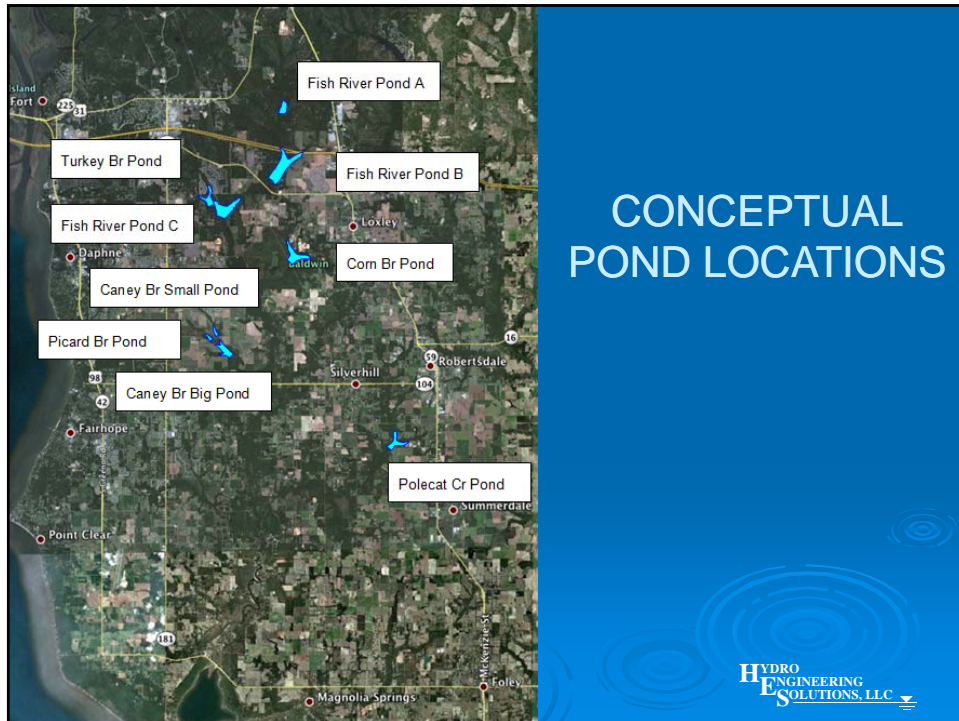 Fish River Pond A
Island
Fort
225
31
Turkey Br Pond
Fish River Pond B
Fish River Pond C
Loxley
Daphne
Corn Br Pond
Baldwin
Caney Br Small Pond
Picard Br Pond
16
59
Robertsdale
Silverhill
104
98
Caney Br Big Pond
42
Fairhope
Polecat Cr Pond
Summerdale
Point Clear
181
McKenzie St
Foley
Magnolia Springs
CONCEPTUAL
POND LOCATIONS
HYDRO
ENGINEERING
SOLUTIONS, LLC